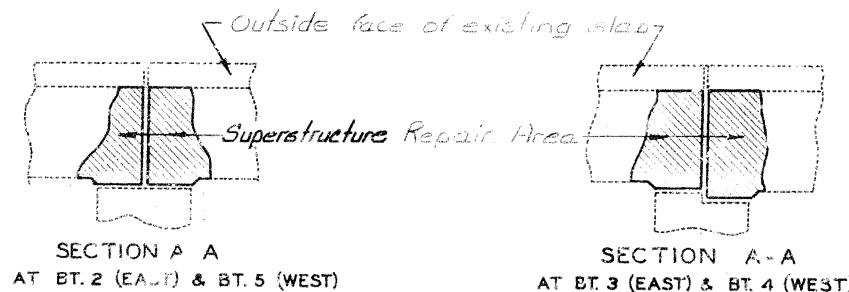 Outside face of existing slab
Superstructure Repair Area
SECTION A A
AT BT. 2 (EAST) & BT. 5 (WEST)
SECTION A-A
AT BT. 3 (EAST) & BT. 4 (WEST)